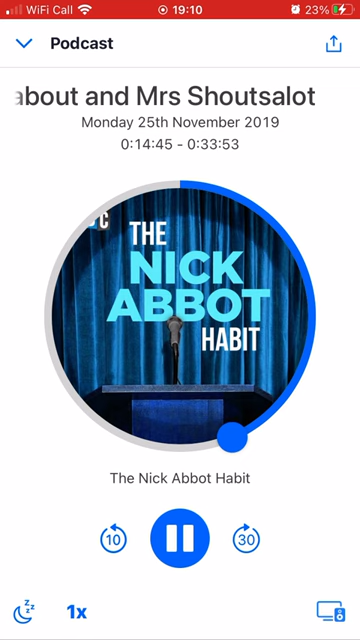 WiFi Call 19:10 23%
Podcast
about and Mrs Shoutsalot
Monday 25th November 2019
0:14:45 - 0:33:53
C
THE
NICK
ABBOT
HABIT
The Nick Abbot Habit
10 30
zzz 1x